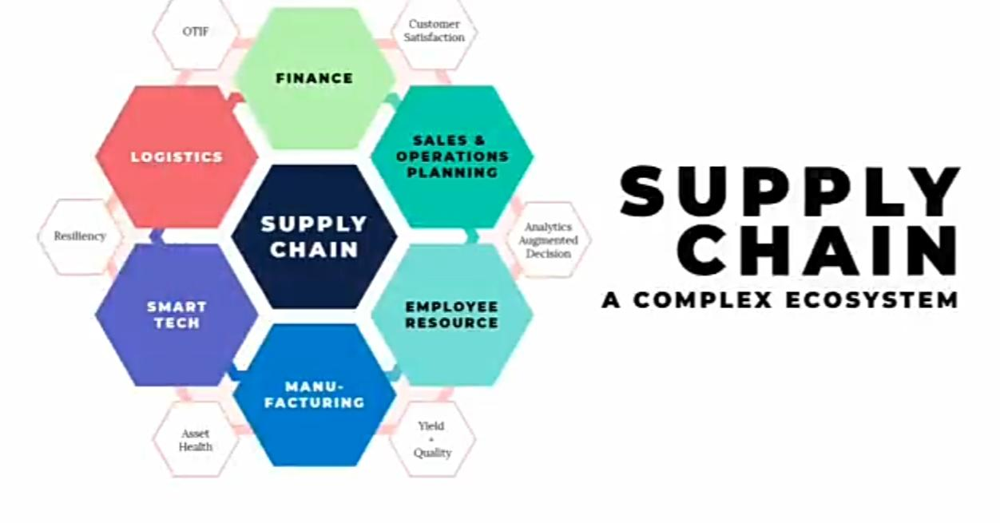 OTIF
Customer
Satisfaction
FINANCE
LOGISTICS
SALES &
OPERATIONS
PLANNING
SUPPLY
CHAIN
Resiliency
Analytics
Augmented
Decision
SMART
TECH
EMPLOYEE
RESOURCE
MANU-
FACTURING
Asset
Health
Yield
+
Quality
SUPPLY
CHAIN
A COMPLEX ECOSYSTEM